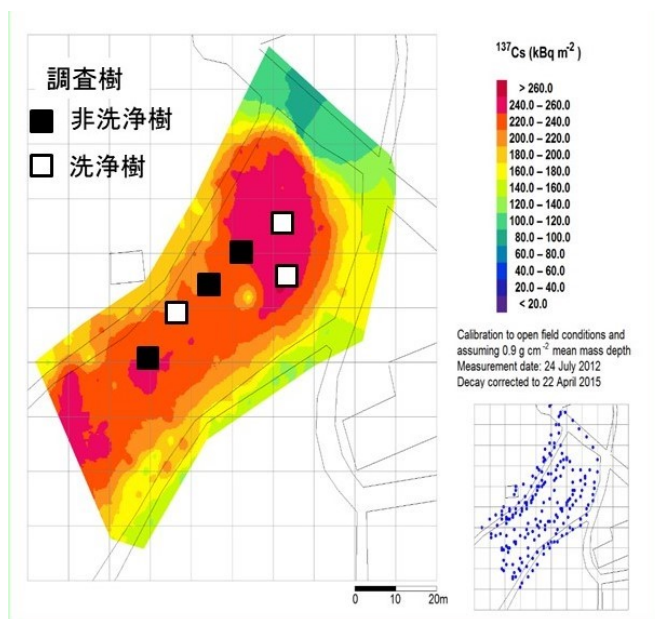 調査樹
非洗浄樹
洗浄樹
¹³⁷Cs (kBq m⁻²)
> 260.0
240.0 – 260.0
220.0 – 240.0
200.0 – 220.0
180.0 – 200.0
160.0 – 180.0
140.0 – 160.0
120.0 – 140.0
100.0 – 120.0
80.0 – 100.0
60.0 – 80.0
40.0 – 60.0
20.0 – 40.0
< 20.0
Calibration to open field conditions and
assuming 0.9 g cm⁻² mean mass depth
Measurement date: 24 July 2012
Decay corrected to 22 April 2015
0 10 20m